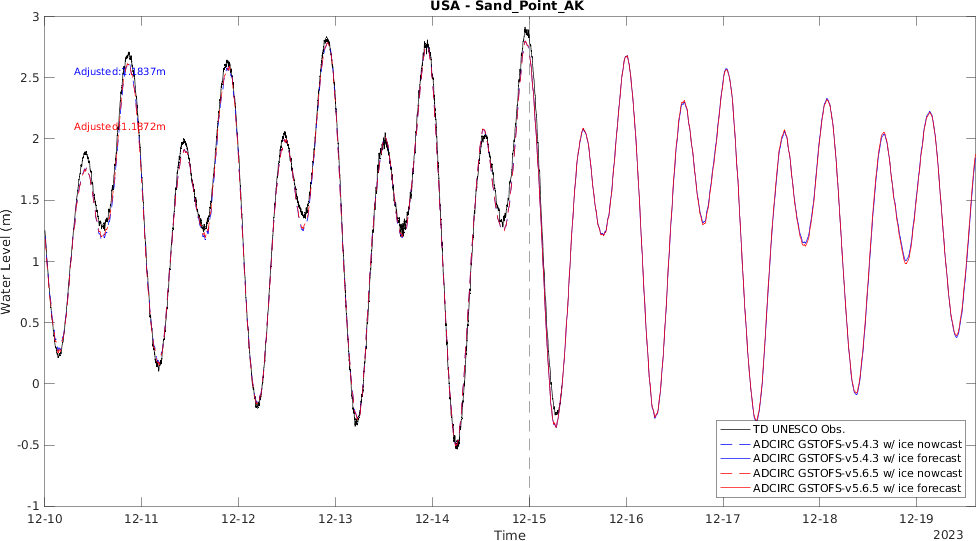 USA - Sand_Point_AK
3
2.5
2
1.5
1
0.5
0
-0.5
-1
Water Level (m)
Adjusted:1.1837m
Adjusted:1.1872m
TD UNESCO Obs.
ADCIRC GSTOFS-v5.4.3 w/ ice nowcast
ADCIRC GSTOFS-v5.4.3 w/ ice forecast
ADCIRC GSTOFS-v5.6.5 w/ ice nowcast
ADCIRC GSTOFS-v5.6.5 w/ ice forecast
12-10 12-11 12-12 12-13 12-14 12-15 12-16 12-17 12-18 12-19
Time
2023